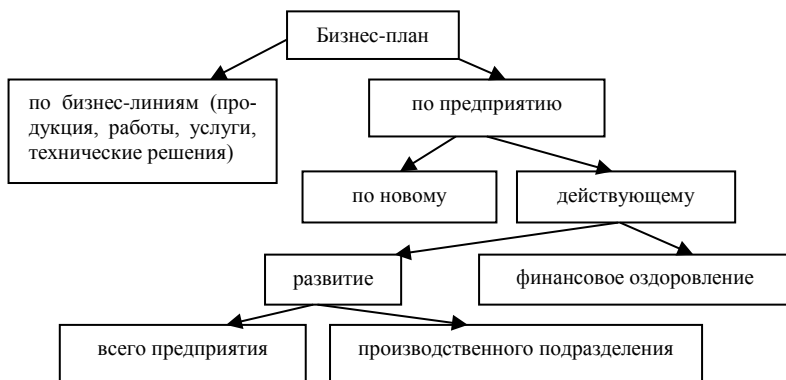 Бизнес-план
по бизнес-линиям (про-
дукция, работы, услуги,
технические решения)
по предприятию
по новому
действующему
развитие
финансовое оздоровление
всего предприятия
производственного подразделения